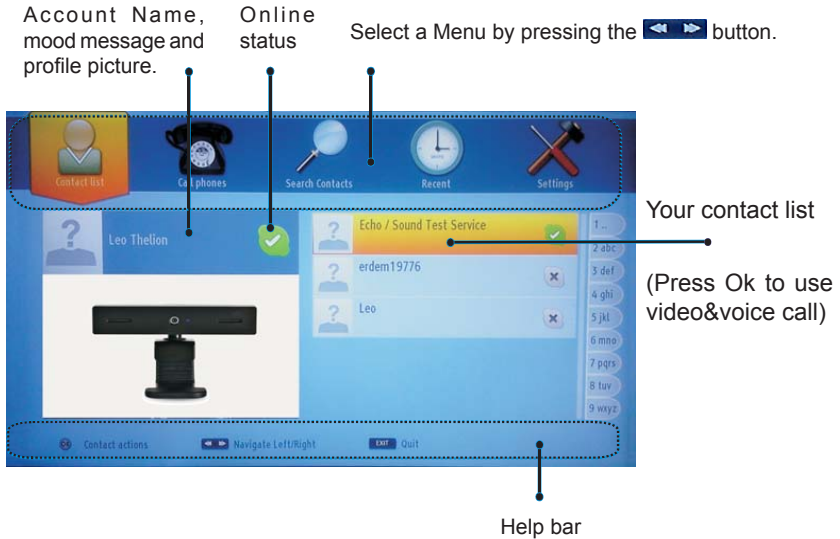 Account Name,
mood message and
profile picture.
Online
status
Select a Menu by pressing the button.
Contact list
Call phones
Search Contacts
Recent
Settings
Leo Thelion
Echo / Sound Test Service
erdem19776
Leo
1 ..
2 abc
3 def
4 ghi
5 jkl
6 mno
7 pqrs
8 tuv
9 wxyz
Your contact list
(Press Ok to use
video&voice call)
OK Contact actions
Navigate Left/Right
EXIT Quit
Help bar